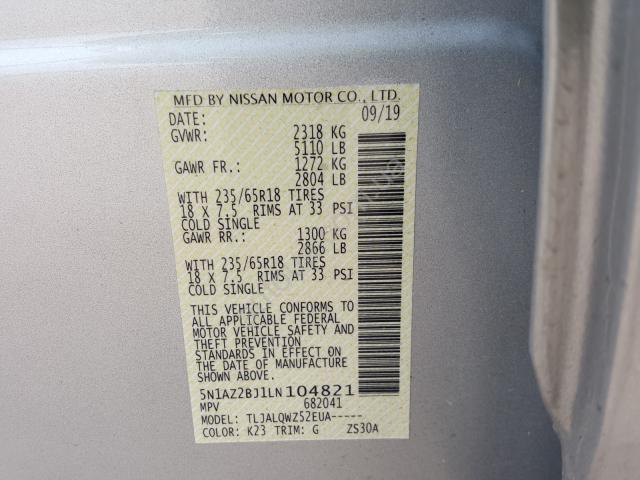 MFD BY NISSAN MOTOR CO., LTD.
DATE: 09/19
GVWR: 2318 KG
5110 LB
GAWR FR.: 1272 KG
2804 LB
WITH 235/65R18 TIRES
18 X 7.5 RIMS AT 33 PSI
COLD SINGLE
GAWR RR.: 1300 KG
2866 LB
WITH 235/65R18 TIRES
18 X 7.5 RIMS AT 33 PSI
COLD SINGLE
THIS VEHICLE CONFORMS TO
ALL APPLICABLE FEDERAL
MOTOR VEHICLE SAFETY AND
THEFT PREVENTION
STANDARDS IN EFFECT ON
THE DATE OF MANUFACTURE
SHOWN ABOVE.
5N1AZ2BJ1LN104821
MPV 682041
MODEL: TLJALQWZ52EUA-----
COLOR: K23 TRIM: G ZS30A